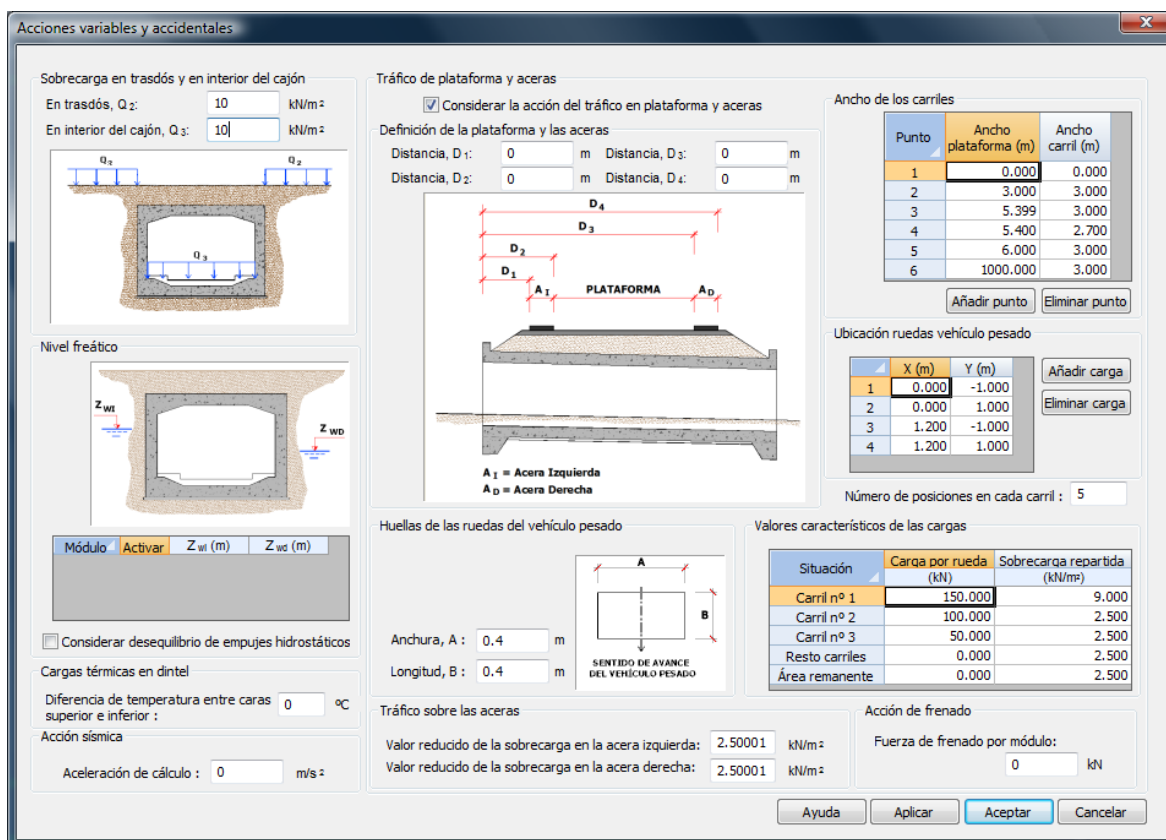 Acciones variables y accidentales
Sobrecarga en trasdós y en interior del cajón
En trasdós, Q2: 10 kN/m²
En interior del cajón, Q3: 10 kN/m²
Q2 Q2
Q3
Nivel freático
Z WI
Z WD
Módulo Activar Z wi (m) Z wd (m)
Considerar desequilibrio de empujes hidrostáticos
Cargas térmicas en dintel
Diferencia de temperatura entre caras
superior e inferior : 0 ºC
Acción sísmica
Aceleración de cálculo : 0 m/s²
Tráfico de plataforma y aceras
Considerar la acción del tráfico en plataforma y aceras
Definición de la plataforma y las aceras
Distancia, D1: 0 m Distancia, D3: 0 m
Distancia, D2: 0 m Distancia, D4: 0 m
D4
D3
D2
D1
A I PLATAFORMA A D
A I = Acera Izquierda
A D = Acera Derecha
Huellas de las ruedas del vehículo pesado
Anchura, A : 0.4 m
Longitud, B : 0.4 m
A
B
SENTIDO DE AVANCE
DEL VEHÍCULO PESADO
Tráfico sobre las aceras
Valor reducido de la sobrecarga en la acera izquierda: 2.50001 kN/m²
Valor reducido de la sobrecarga en la acera derecha: 2.50001 kN/m²
Ancho de los carriles
Punto Ancho plataforma (m) Ancho carril (m)
1 0.000 0.000
2 3.000 3.000
3 5.399 3.000
4 5.400 2.700
5 6.000 3.000
6 1000.000 3.000
Añadir punto Eliminar punto
Ubicación ruedas vehículo pesado
X (m) Y (m)
1 0.000 -1.000
2 0.000 1.000
3 1.200 -1.000
4 1.200 1.000
Añadir carga
Eliminar carga
Número de posiciones en cada carril : 5
Valores característicos de las cargas
Situación Carga por rueda Sobrecarga repartida
(kN) (kN/m²)
Carril nº 1 150.000 9.000
Carril nº 2 100.000 2.500
Carril nº 3 50.000 2.500
Resto carriles 0.000 2.500
Área remanente 0.000 2.500
Acción de frenado
Fuerza de frenado por módulo:
0 kN
Ayuda Aplicar Aceptar Cancelar